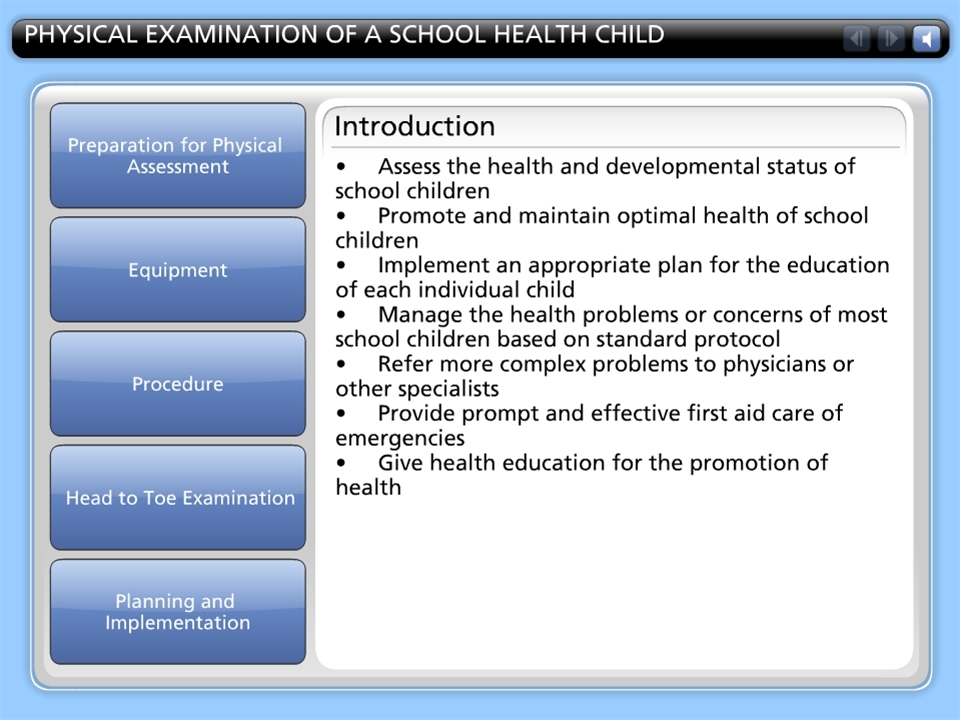 PHYSICAL EXAMINATION OF A SCHOOL HEALTH CHILD
Preparation for Physical
Assessment
Equipment
Procedure
Head to Toe Examination
Planning and
Implementation
Introduction
• Assess the health and developmental status of
school children
• Promote and maintain optimal health of school
children
• Implement an appropriate plan for the education
of each individual child
• Manage the health problems or concerns of most
school children based on standard protocol
• Refer more complex problems to physicians or
other specialists
• Provide prompt and effective first aid care of
emergencies
• Give health education for the promotion of
health